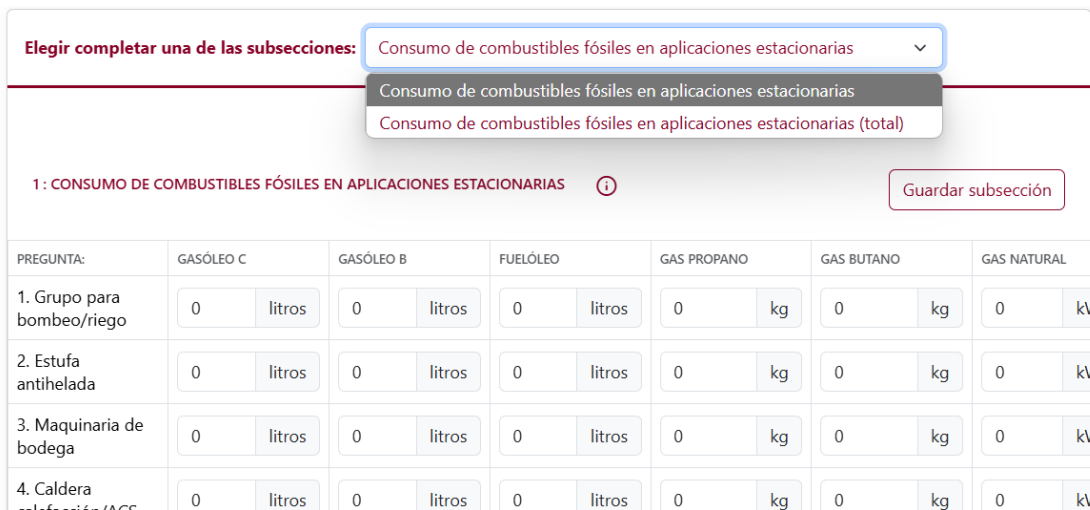 Elegir completar una de las subsecciones: Consumo de combustibles fósiles en aplicaciones estacionarias
Consumo de combustibles fósiles en aplicaciones estacionarias
Consumo de combustibles fósiles en aplicaciones estacionarias (total)
1 : CONSUMO DE COMBUSTIBLES FÓSILES EN APLICACIONES ESTACIONARIAS
Guardar subsección
PREGUNTA: GASÓLEO C GASÓLEO B FUELÓLEO GAS PROPANO GAS BUTANO GAS NATURAL
1. Grupo para
bombeo/riego
0 litros 0 litros 0 litros 0 kg 0 kg 0
2. Estufa
antihelada
0 litros 0 litros 0 litros 0 kg 0 kg 0
3. Maquinaria de
bodega
0 litros 0 litros 0 litros 0 kg 0 kg 0
4. Caldera
calefacción/ACS
0 litros 0 litros 0 litros 0 kg 0 kg 0